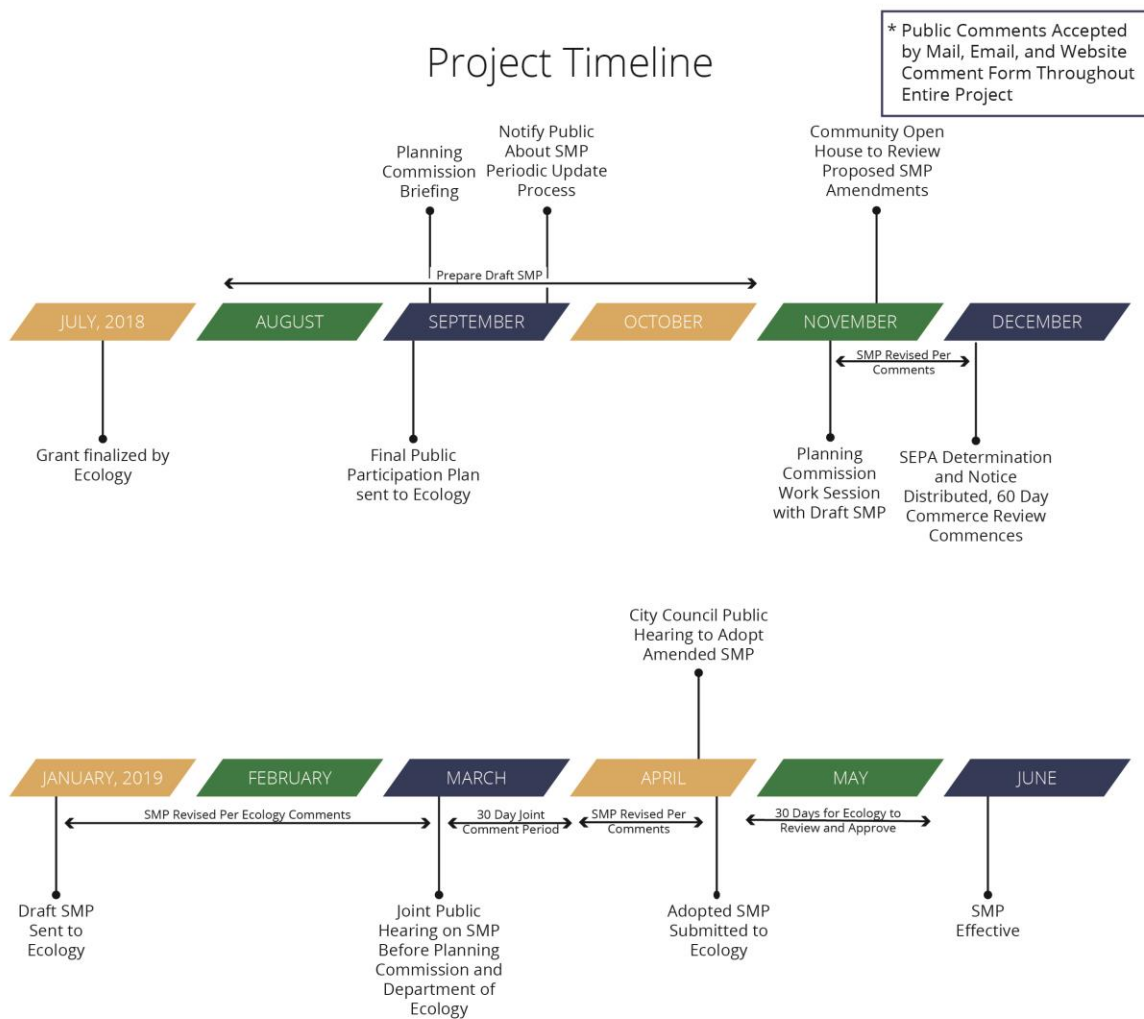 * Public Comments Accepted
by Mail, Email, and Website
Comment Form Throughout
Entire Project
Project Timeline
Planning
Commission
Briefing
Notify Public
About SMP
Periodic Update
Process
Community Open
House to Review
Proposed SMP
Amendments
Prepare Draft SMP
JULY, 2018
AUGUST
SEPTEMBER
OCTOBER
NOVEMBER
DECEMBER
SMP Revised Per
Comments
Grant finalized by
Ecology
Final Public
Participation Plan
sent to Ecology
Planning
Commission
Work Session
with Draft SMP
SEPA Determination
and Notice
Distributed, 60 Day
Commerce Review
Commences
City Council Public
Hearing to Adopt
Amended SMP
JANUARY, 2019
FEBRUARY
MARCH
APRIL
MAY
JUNE
SMP Revised Per Ecology Comments
30 Day Joint
Comment Period
SMP Revised Per
Comments
30 Days for Ecology to
Review and Approve
Draft SMP
Sent to
Ecology
Joint Public
Hearing on SMP
Before Planning
Commission and
Department of
Ecology
Adopted SMP
Submitted to
Ecology
SMP
Effective